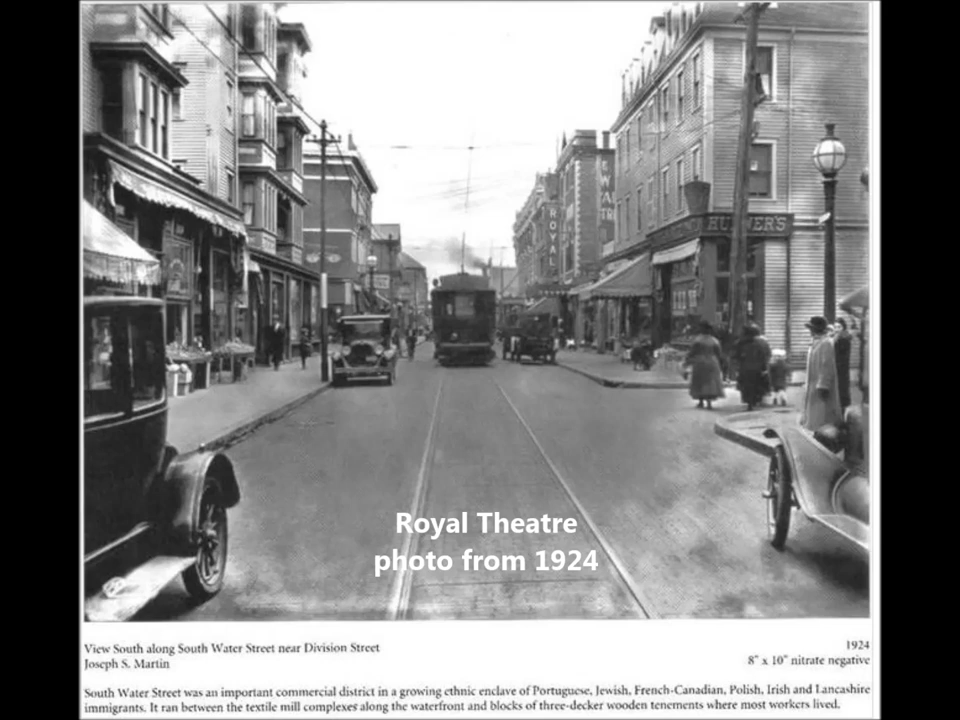 ROYAL
Royal Theatre
photo from 1924
View South along South Water Street near Division Street
Joseph S. Martin
1924
8" x 10" nitrate negative
South Water Street was an important commercial district in a growing ethnic enclave of Portuguese, Jewish, French-Canadian, Polish, Irish and Lancashire
immigrants. It ran between the textile mill complexes along the waterfront and blocks of three-decker wooden tenements where most workers lived.